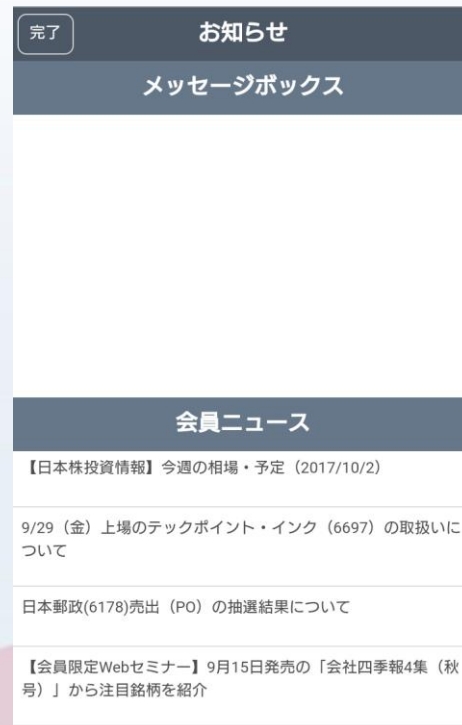 完了
お知らせ
メッセージボックス
会員ニュース
【日本株投資情報】今週の相場・予定（2017/10/2）
9/29（金）上場のテックポイント・インク（6697）の取扱いに
ついて
日本郵政(6178)売出（PO）の抽選結果について
【会員限定Webセミナー】9月15日発売の「会社四季報4集（秋
号）」から注目銘柄を紹介